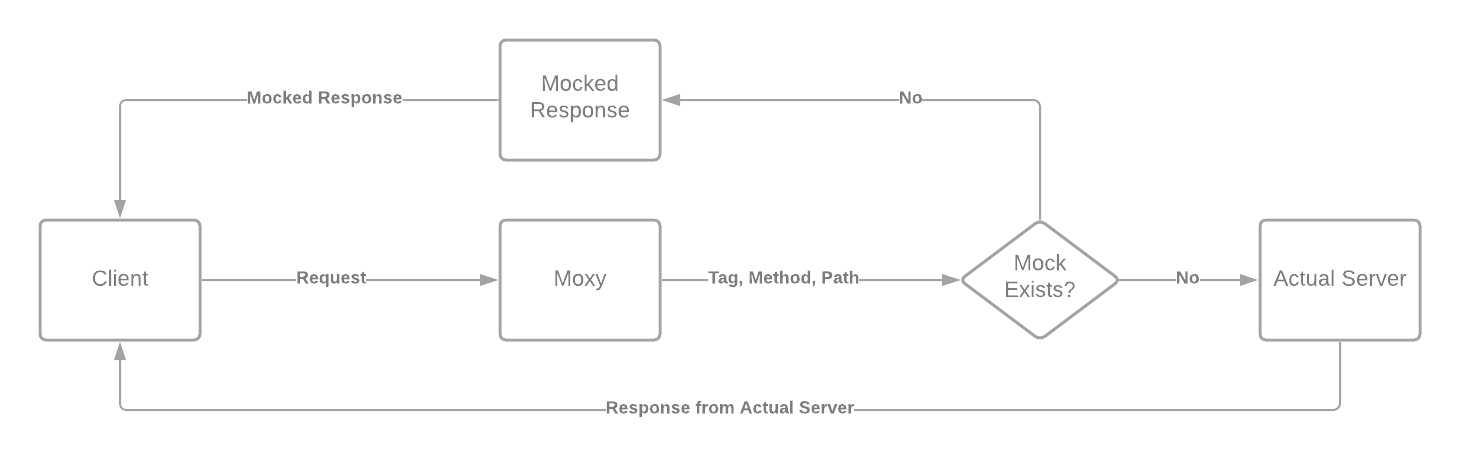 Mocked
Response
Mocked Response
No
Client
Request
Moxy
Tag, Method, Path
Mock
Exists?
No
Actual Server
Response from Actual Server